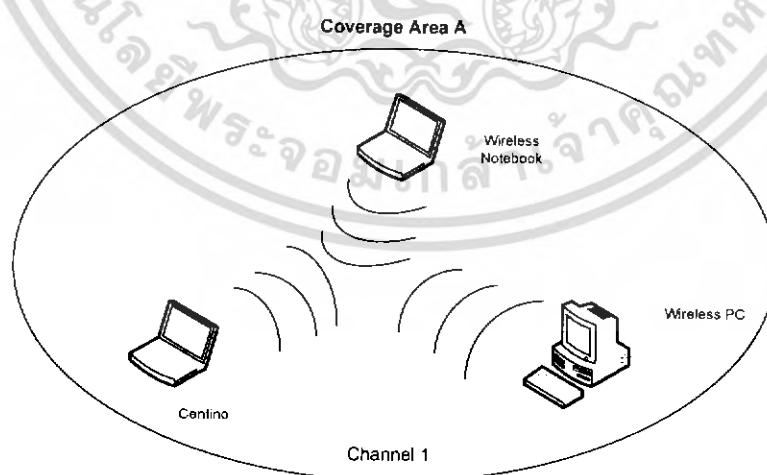 Coverage Area A
Wireless
Notebook
Wireless PC
Centino
Channel 1